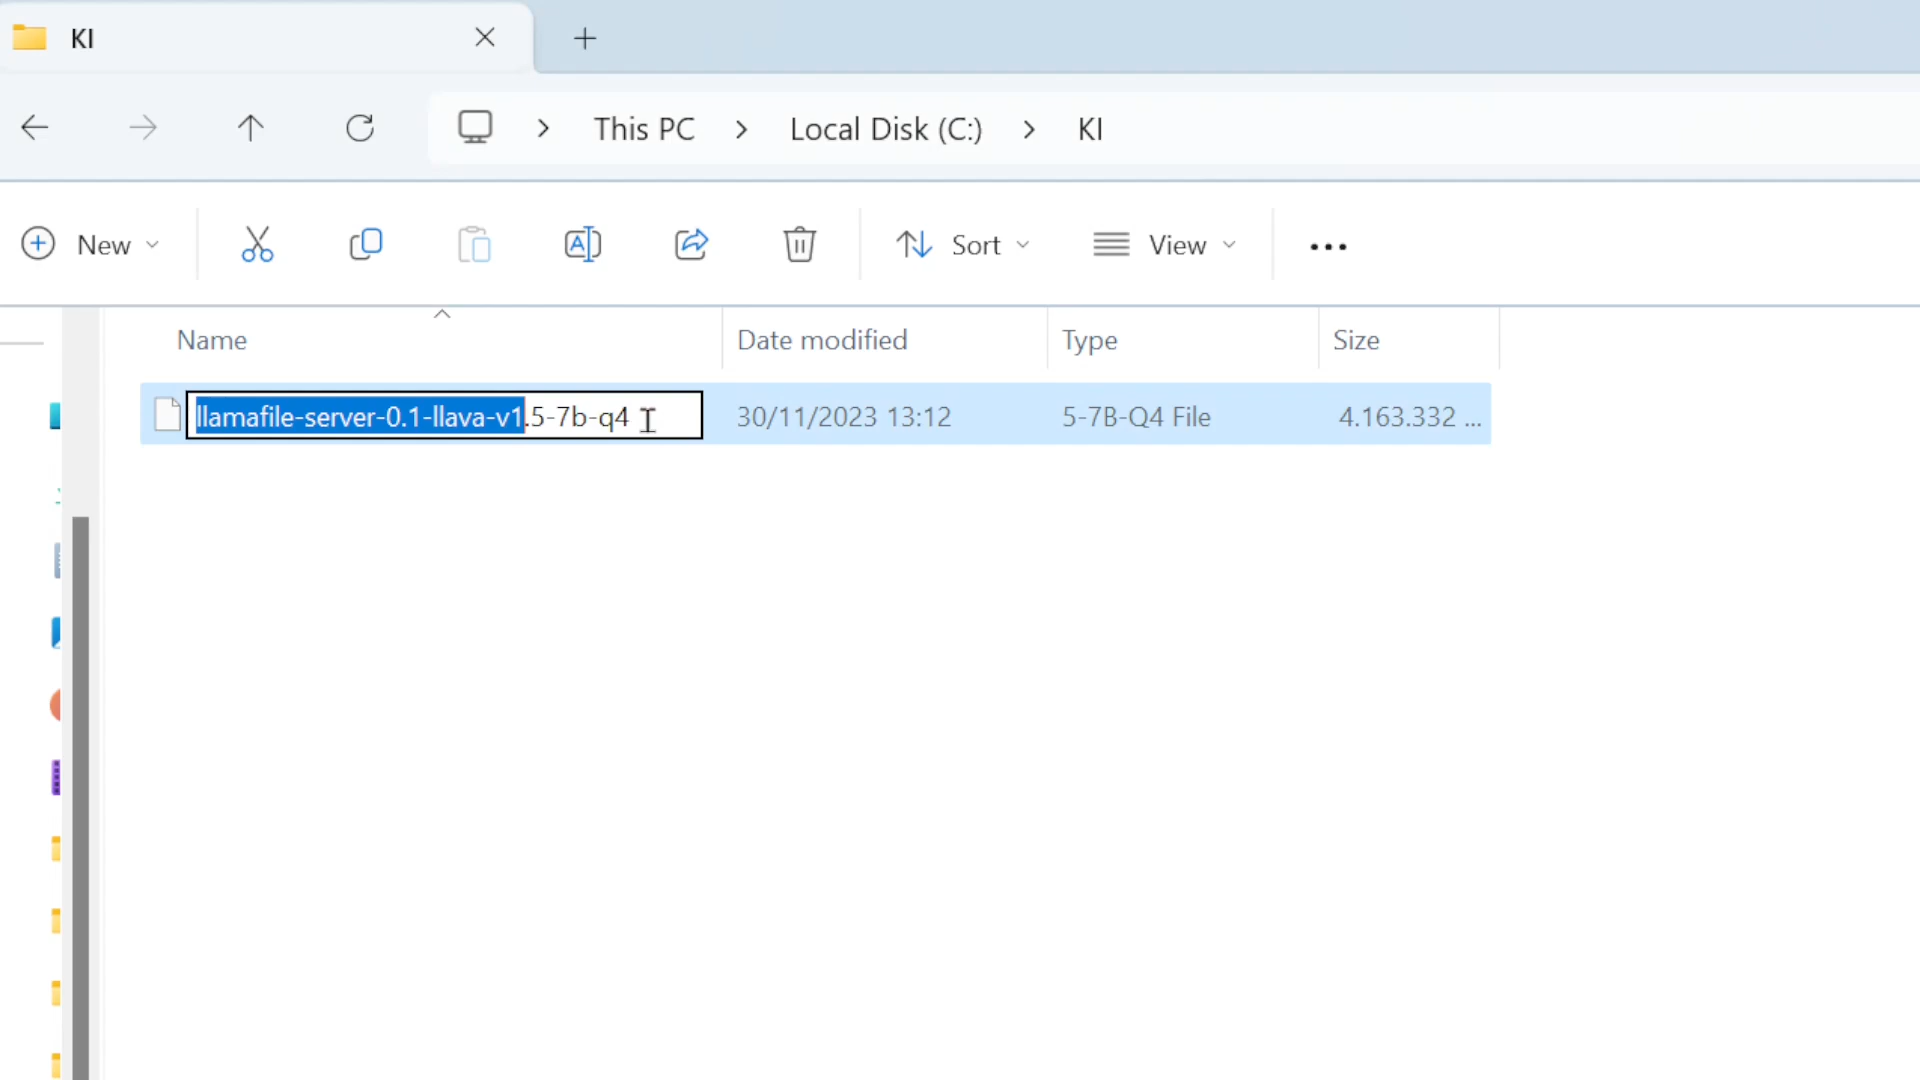 KI
This PC > Local Disk (C:) > KI
New Sort View
Name Date modified Type Size
llamafile-server-0.1-llava-v1.5-7b-q4 30/11/2023 13:12 5-7B-Q4 File 4.163.332 ...